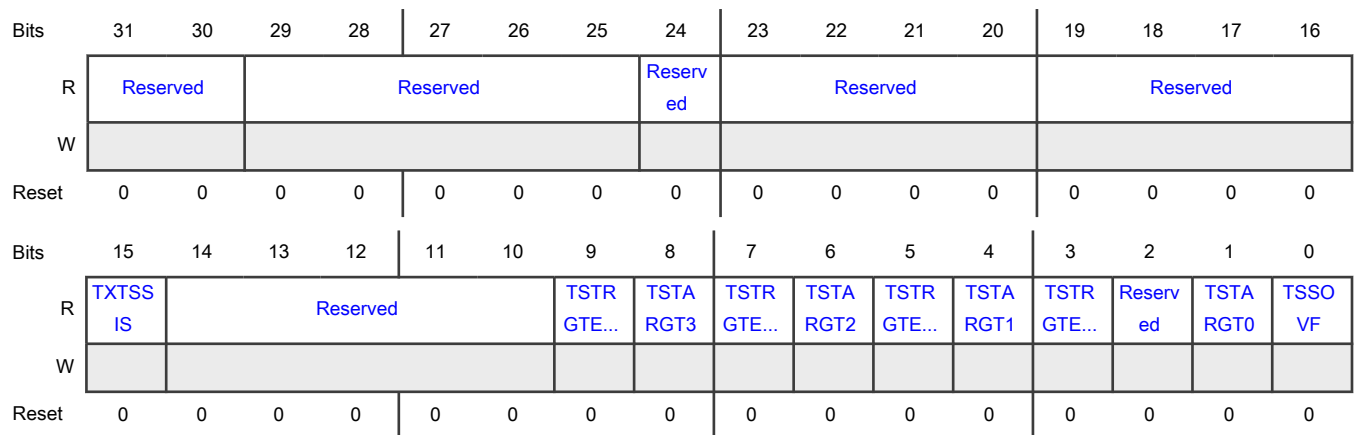 Bits 31 30 29 28 27 26 25 24 23 22 21 20 19 18 17 16
R Reserved Reserved Reserv Reserved Reserved
ed
W
Reset 0 0 0 0 0 0 0 0 0 0 0 0 0 0 0 0
Bits 15 14 13 12 11 10 9 8 7 6 5 4 3 2 1 0
R TXTSS Reserved TSTR TSTA TSTR TSTA TSTR TSTA TSTR Reserv TSTA TSSO
IS GTE... RGT3 GTE... RGT2 GTE... RGT1 GTE... ed RGT0 VF
W
Reset 0 0 0 0 0 0 0 0 0 0 0 0 0 0 0 0